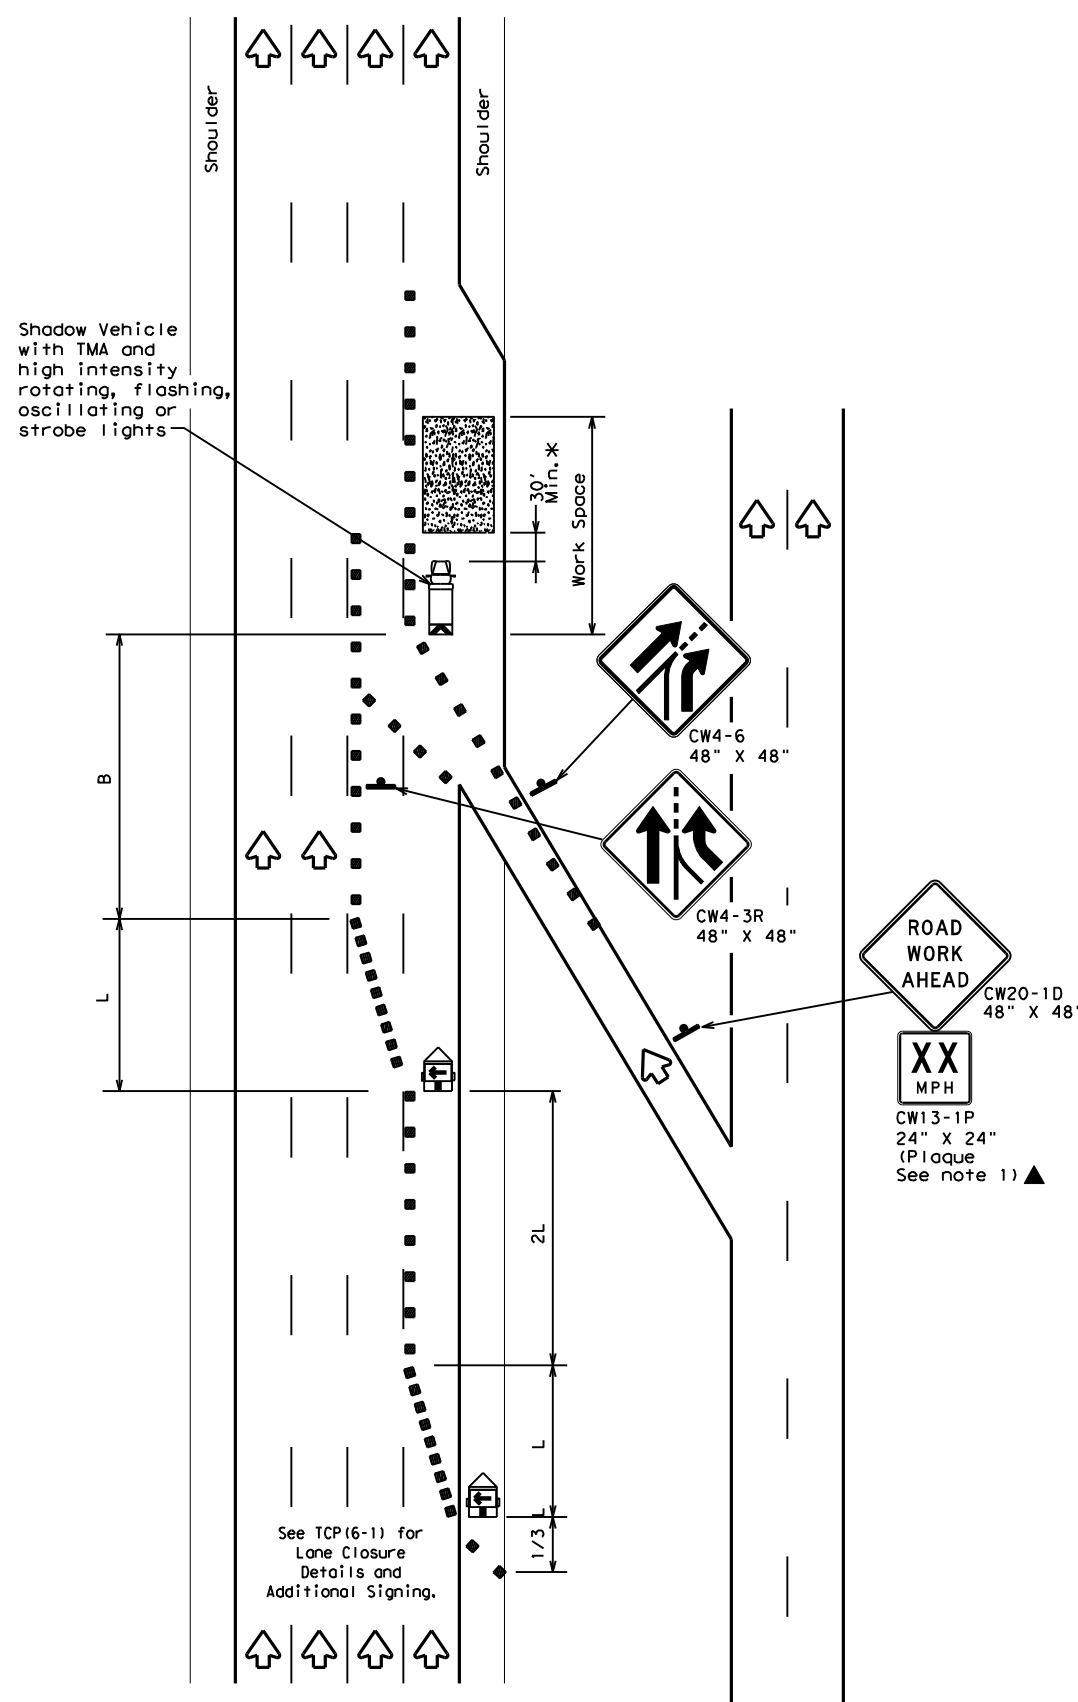 Shoulder
Shoulder
Shadow Vehicle
with TMA and
high intensity
rotating, flashing,
oscillating or
strobe lights
30'
Min.*
Work Space
CW4-6
48" X 48"
B
CW4-3R
48" X 48"
ROAD
WORK
AHEAD
L
CW20-1D
48" X 48"
XX
MPH
CW13-1P
24" X 24"
(Plaque
See note 1)▲
2L
L
1/3 L
See TCP(6-1) for
Lane Closure
Details and
Additional Signing.